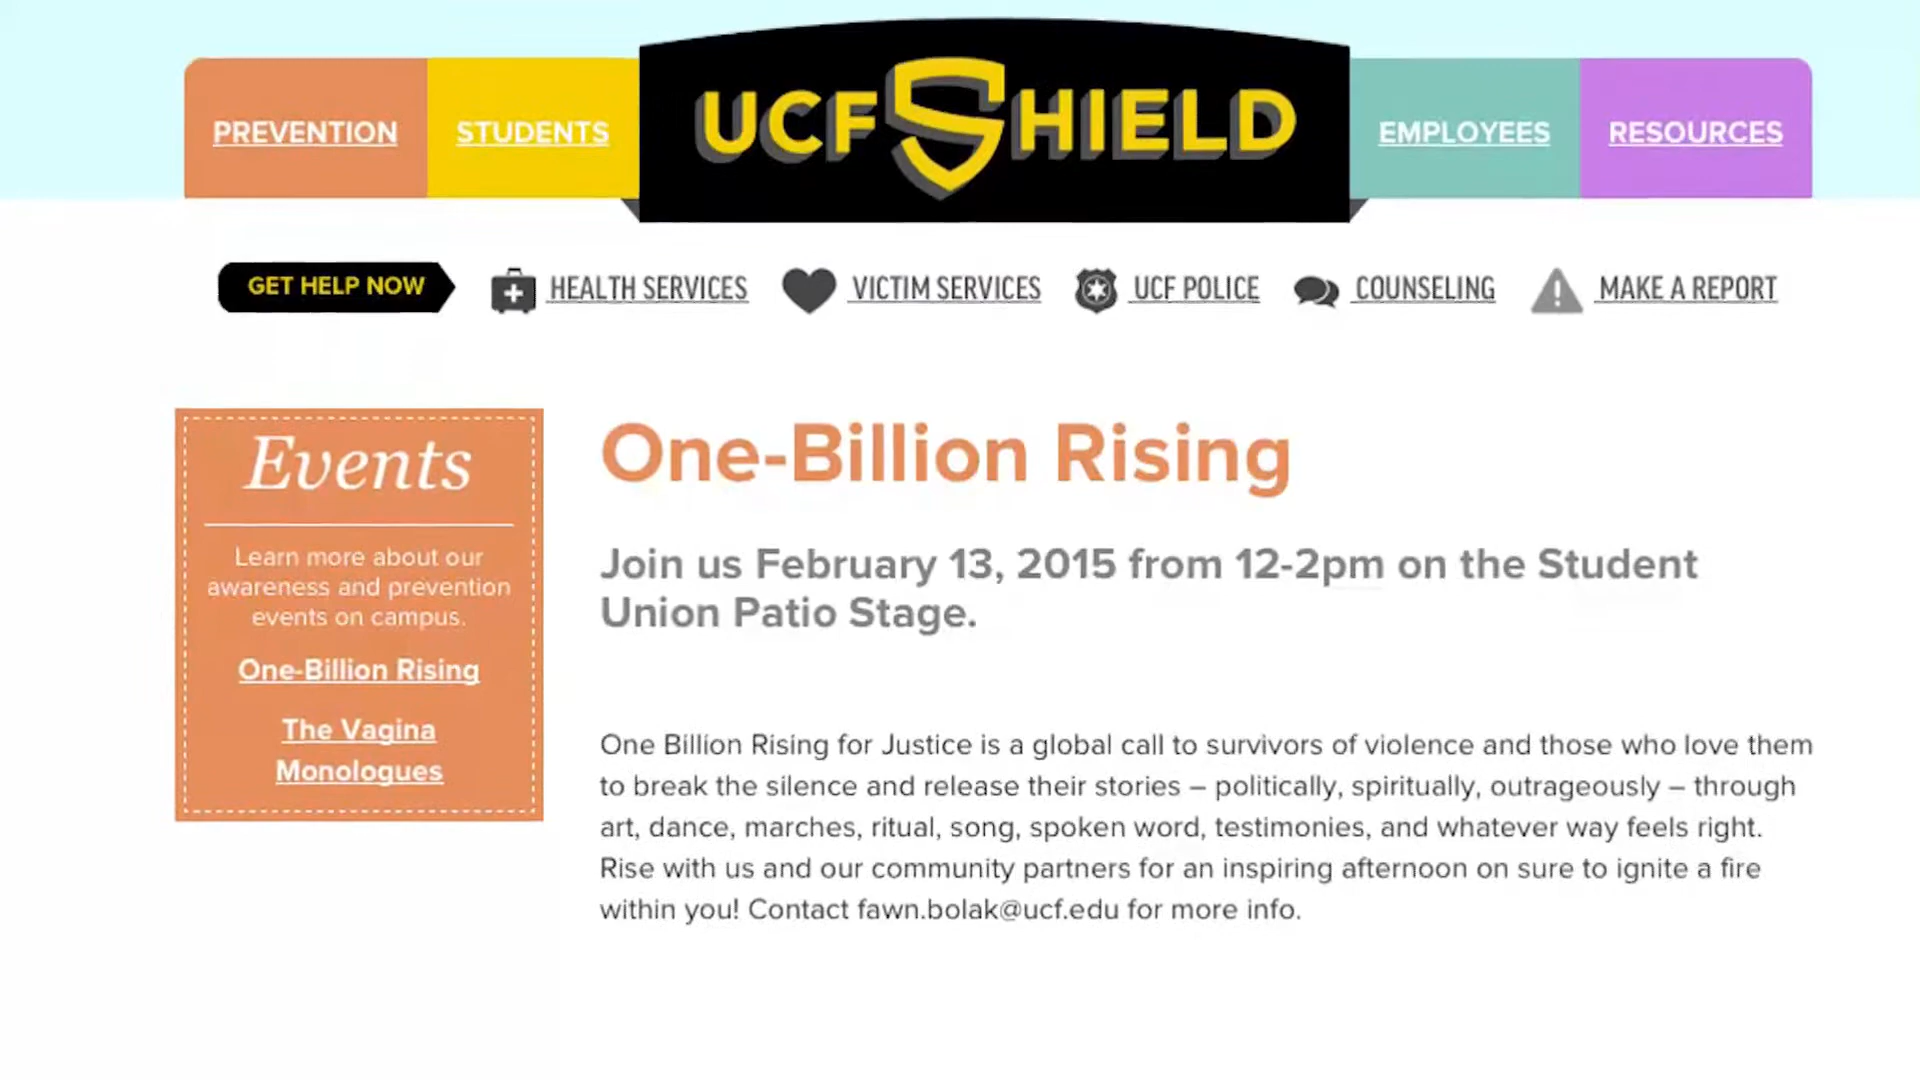 PREVENTION
STUDENTS
UCF SHIELD
EMPLOYEES
RESOURCES
GET HELP NOW
HEALTH SERVICES
VICTIM SERVICES
UCF POLICE
COUNSELING
MAKE A REPORT
Events
Learn more about our
awareness and prevention
events on campus.
One-Billion Rising
The Vagina
Monologues
One-Billion Rising
Join us February 13, 2015 from 12-2pm on the Student
Union Patio Stage.
One Billion Rising for Justice is a global call to survivors of violence and those who love them
to break the silence and release their stories – politically, spiritually, outrageously – through
art, dance, marches, ritual, song, spoken word, testimonies, and whatever way feels right.
Rise with us and our community partners for an inspiring afternoon on sure to ignite a fire
within you! Contact fawn.bolak@ucf.edu for more info.